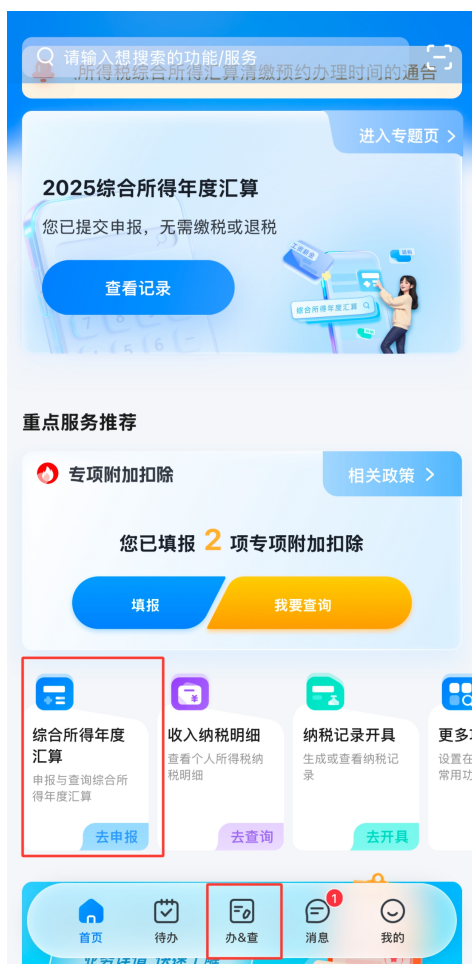 请输入想搜索的功能/服务
所得税综合所得汇算清缴预约办理时间的通告
进入专题页 >
2025综合所得年度汇算
您已提交申报，无需缴税或退税
查看记录
综合所得年度汇算
重点服务推荐
专项附加扣除
相关政策 >
您已填报 2 项专项附加扣除
填报
我要查询
综合所得年度
汇算
申报与查询综合所
得年度汇算
去申报
收入纳税明细
查看个人所得税纳
税明细
去查询
纳税记录开具
生成或查看纳税记
录
去开具
更多
设置在
常用功
首页
待办
办&查
消息
1
我的